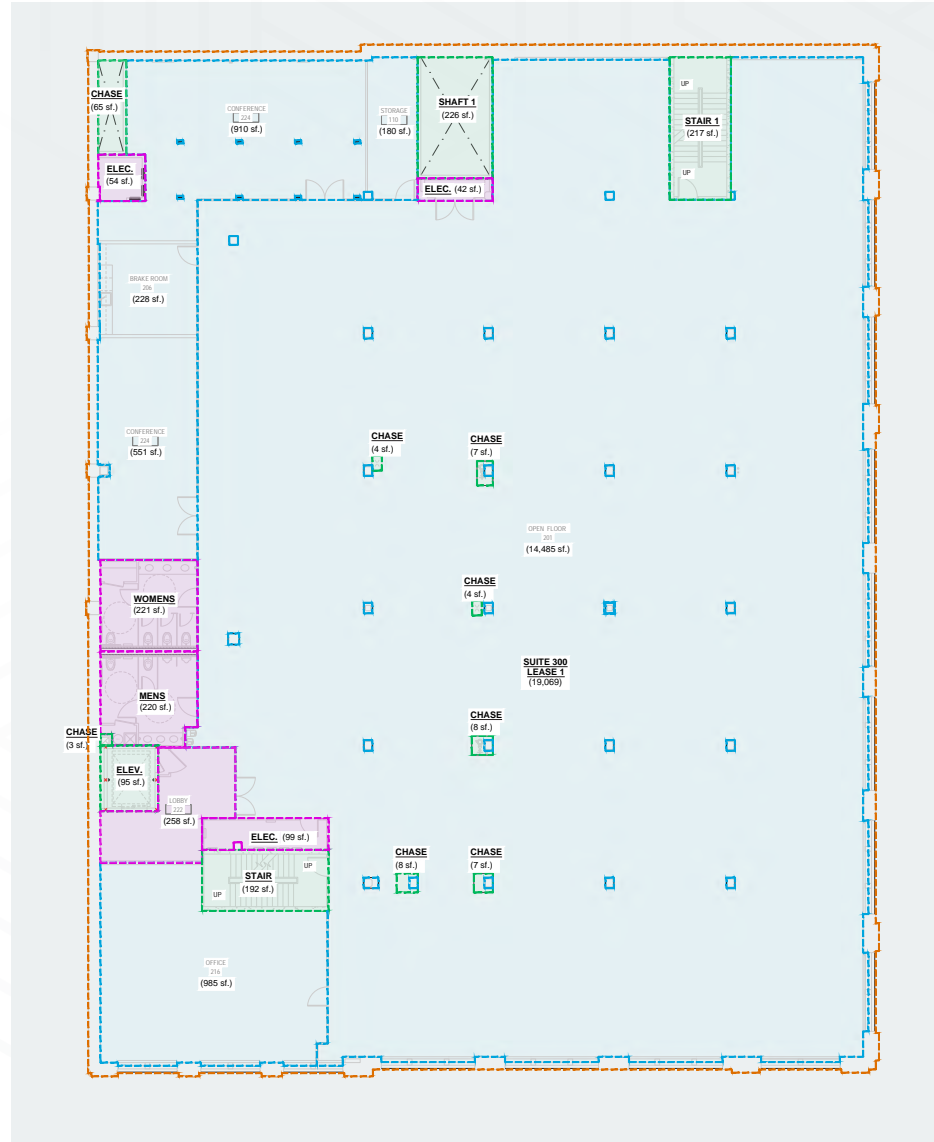 CHASE
(65 sf.)
CONFERENCE
224
(910 sf.)
STORAGE
110
(180 sf.)
SHAFT 1
(226 sf.)
UP
STAIR 1
(217 sf.)
UP
ELEC.
(54 sf.)
ELEC. (42 sf.)
BRAKE ROOM
206
(228 sf.)
CONFERENCE
224
(551 sf.)
CHASE
(4 sf.)
CHASE
(7 sf.)
OPEN FLOOR
201
(14,485 sf.)
CHASE
(4 sf.)
WOMENS
(221 sf.)
SUITE 300
LEASE 1
(19,069)
MENS
(220 sf.)
CHASE
(3 sf.)
CHASE
(8 sf.)
ELEV.
(95 sf.)
LOBBY
222
(258 sf.)
ELEC. (99 sf.)
CHASE
(8 sf.)
CHASE
(7 sf.)
UP
STAIR
(192 sf.)
UP
OFFICE
216
(985 sf.)